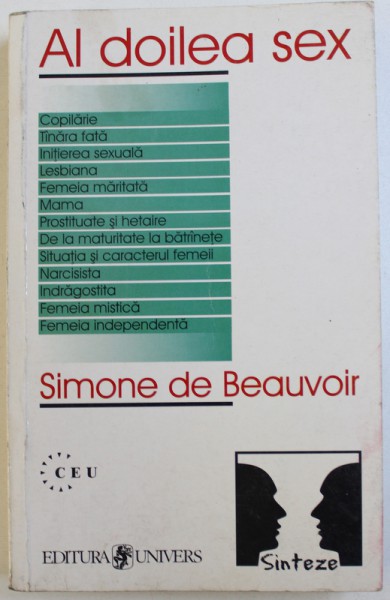 Al doilea sex
Copilărie
Tînăra fată
Inițierea sexuală
Lesbiana
Femeia măritată
Mama
Prostituate și hetaire
De la maturitate la bătrînețe
Situația și caracterul femeii
Narcisista
Indrăgostita
Femeia mistică
Femeia independentă
Simone de Beauvoir
CEU
EDITURA UNIVERS
Sinteze